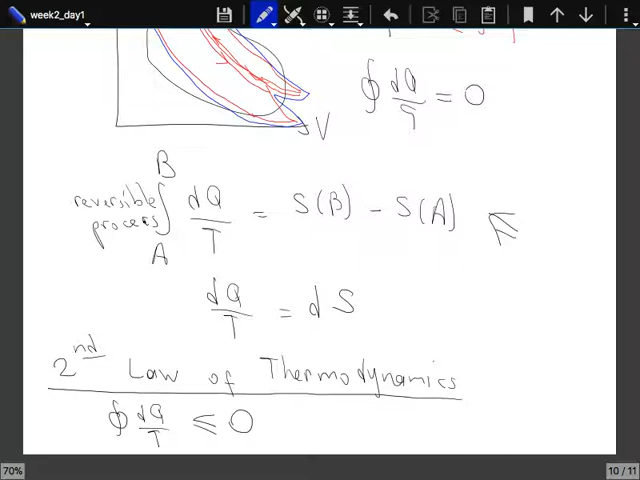 week2_day1
V
∮ dQ/T = 0
B
reversible process ∫ dQ/T = S(B) - S(A) ≤
A
dQ/T = dS
2nd Law of Thermodynamics
∮ dQ/T ≤ 0
70%
10 / 11